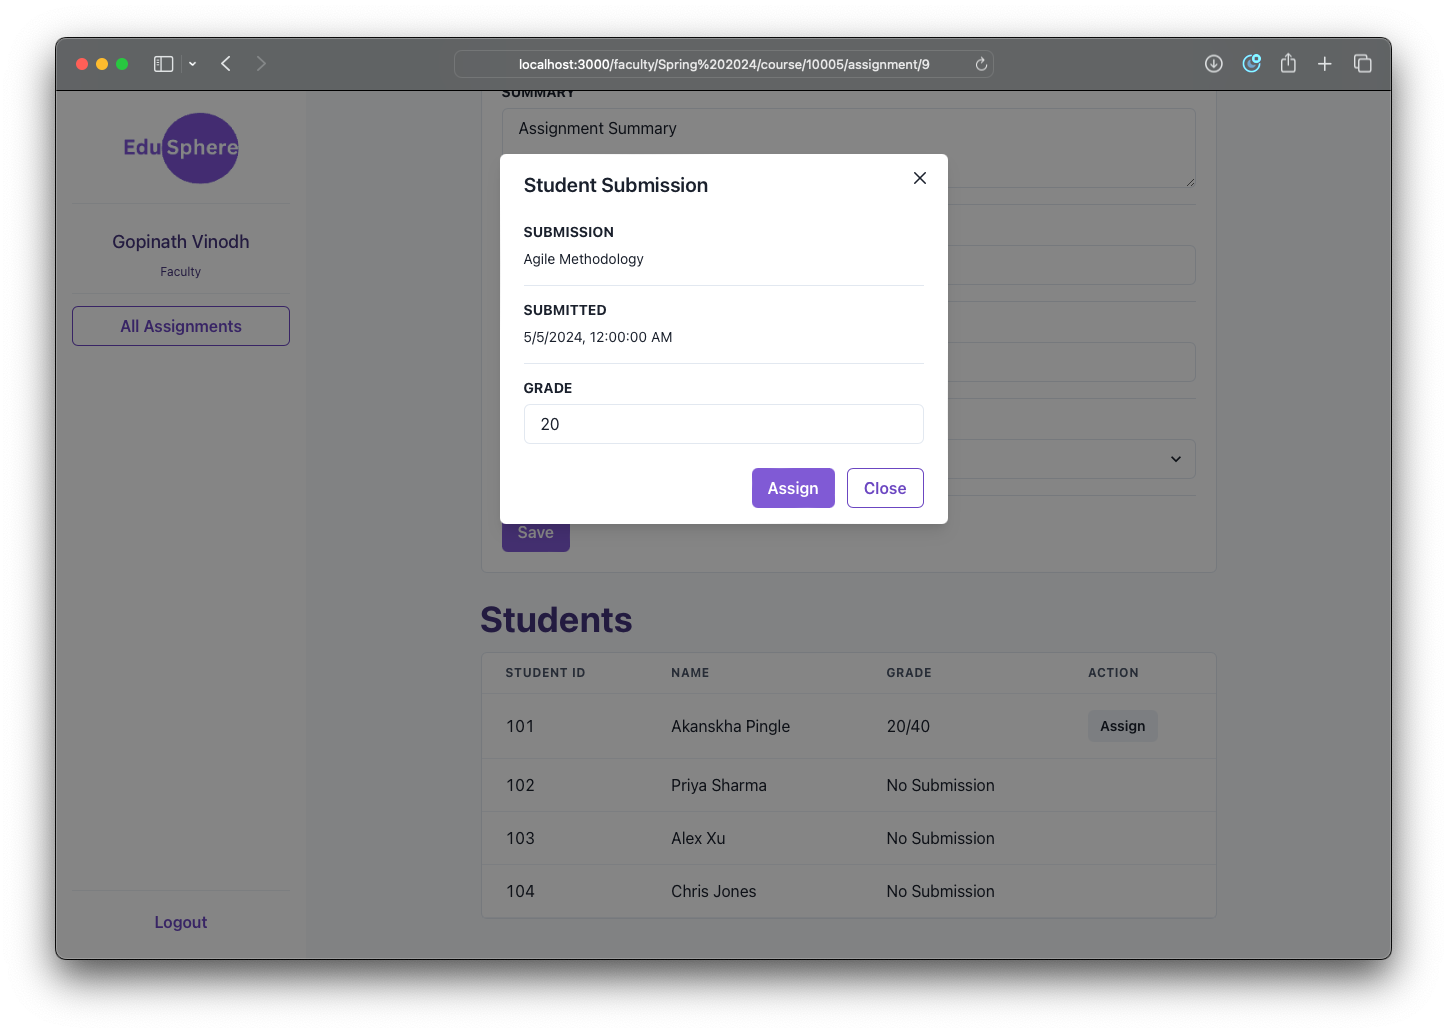 localhost:3000/faculty/Spring%202024/course/10005/assignment/9
EduSphere
Gopinath Vinodh
Faculty
All Assignments
Logout
SUMMARY
Assignment Summary
Student Submission
SUBMISSION
Agile Methodology
SUBMITTED
5/5/2024, 12:00:00 AM
GRADE
20
Assign Close
Save
Students
STUDENT ID NAME GRADE ACTION
101 Akanskha Pingle 20/40 Assign
102 Priya Sharma No Submission
103 Alex Xu No Submission
104 Chris Jones No Submission